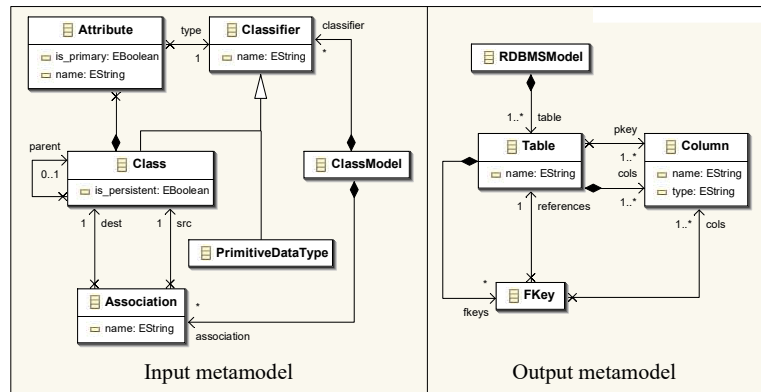 Attribute
is_primary: EBoolean
name: EString
type
1
Classifier
name: EString
classifier
*
parent
0..1
Class
is_persistent: EBoolean
ClassModel
1
dest
1
src
PrimitiveDataType
Association
name: EString
*
association
Input metamodel
RDBMSModel
1..*
table
Table
name: EString
pkey
1..*
cols
1..*
Column
name: EString
type: EString
1
references
1..*
cols
*
fkeys
FKey
Output metamodel